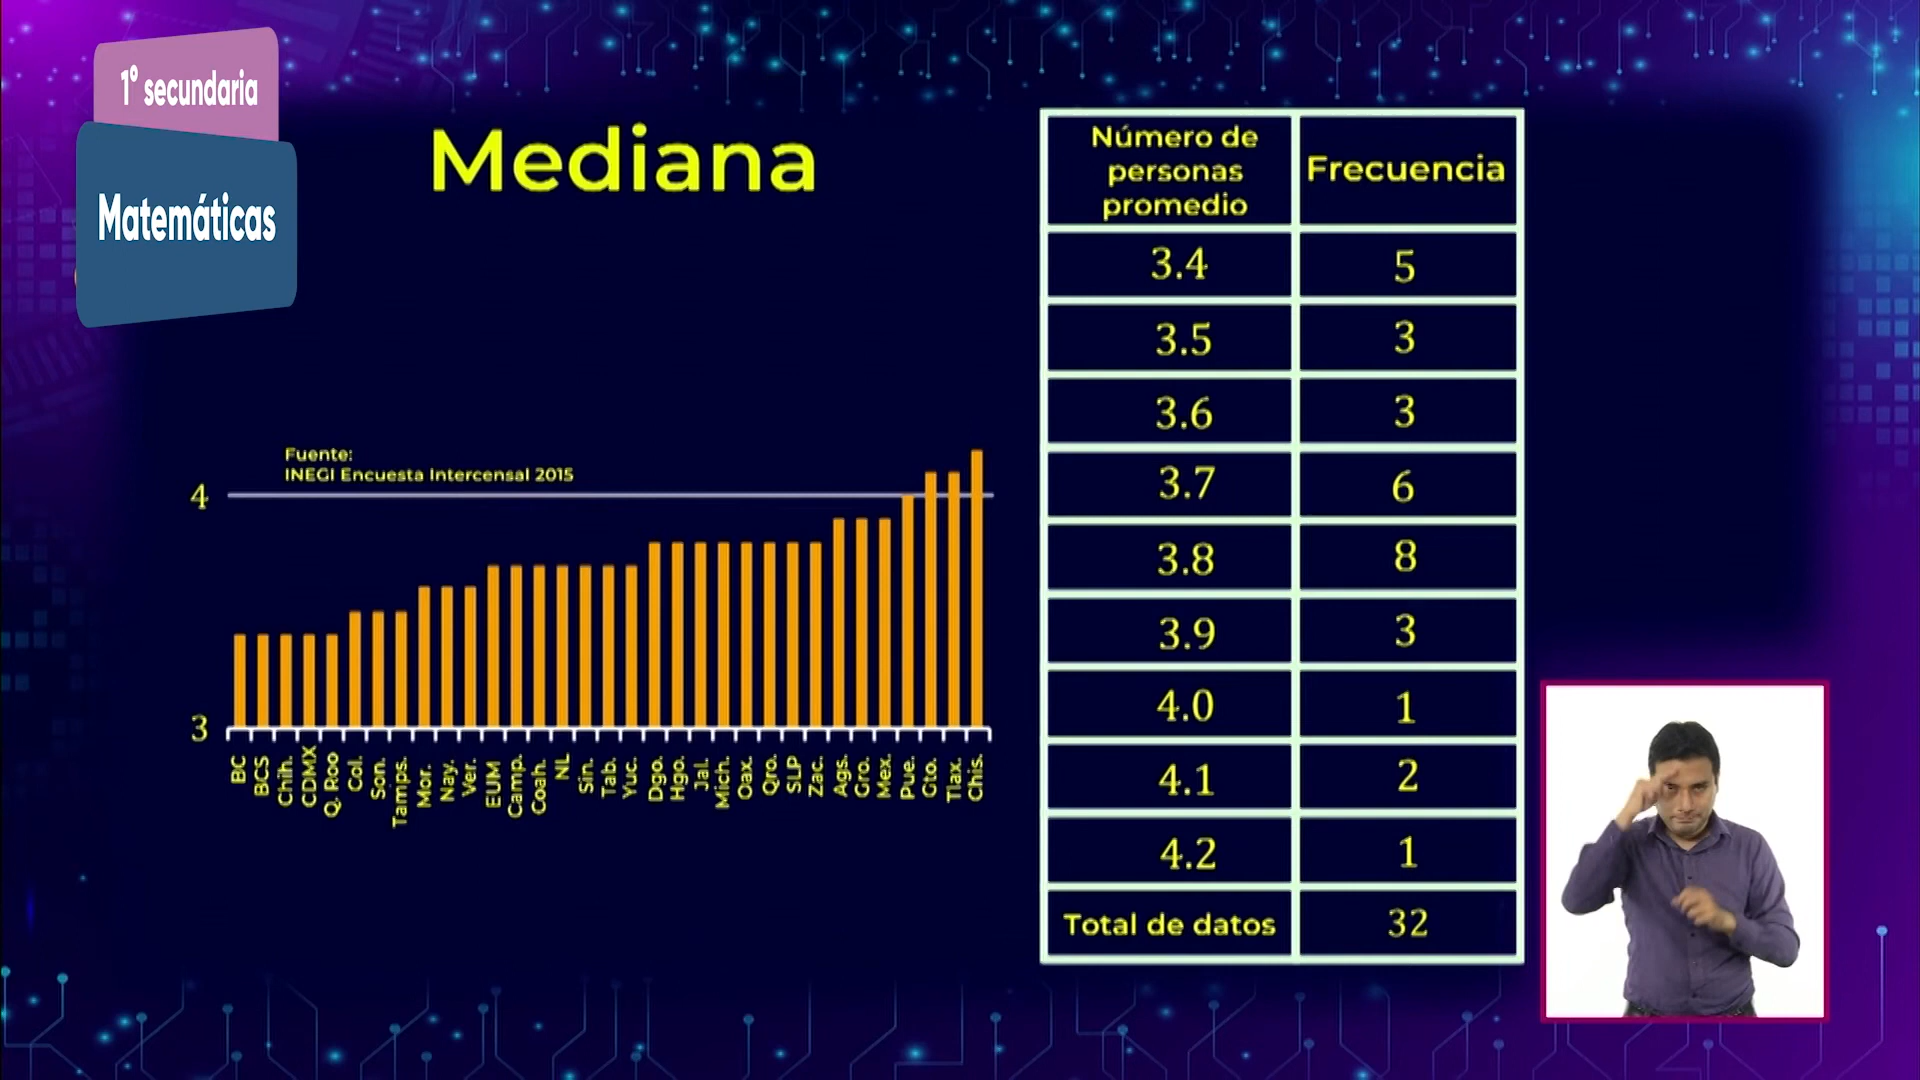 1° secundaria
Matemáticas
Mediana
Fuente:
INEGI Encuesta Intercensal 2015
4
3
BC
BCS
Chih.
CDMX
Q. Roo
Col.
Son.
Tamps.
Mor.
Nay.
Ver.
EUM
Camp.
Coah.
NL
Sin.
Tab.
Yuc.
Dgo.
Hgo.
Jal.
Mich.
Oax.
Qro.
SLP
Zac.
Ags.
Gro.
Mex.
Pue.
Gto.
Tlax.
Chis.
Número de
personas
promedio
Frecuencia
3.4 5
3.5 3
3.6 3
3.7 6
3.8 8
3.9 3
4.0 1
4.1 2
4.2 1
Total de datos 32